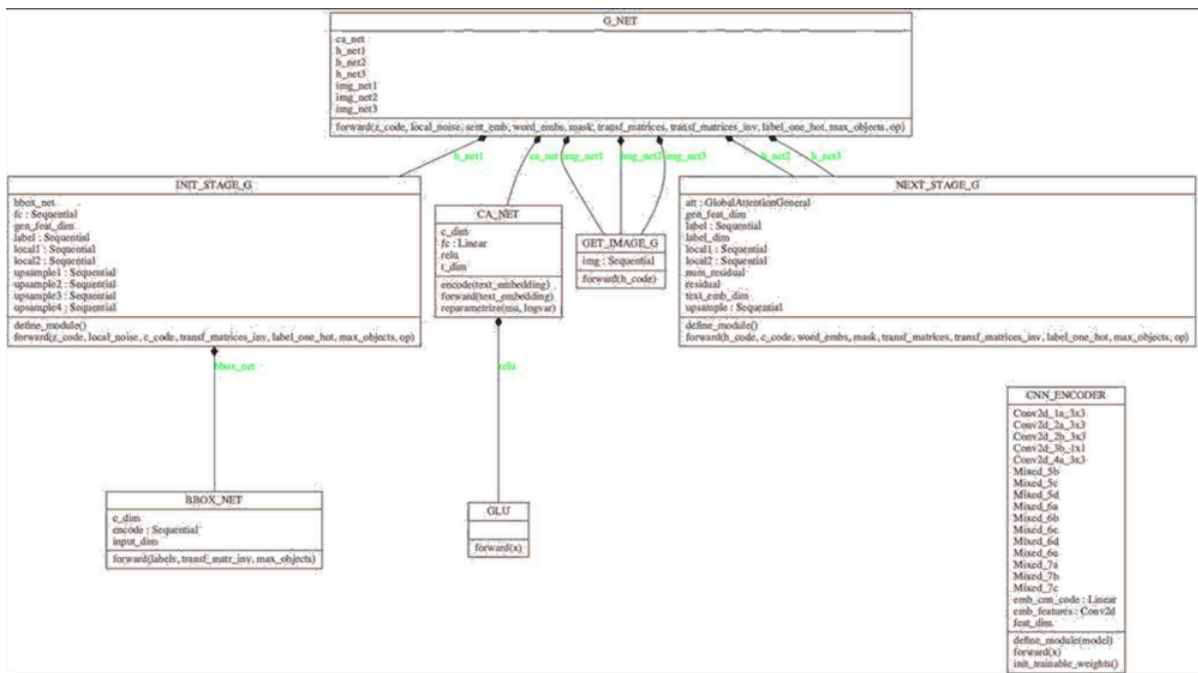 G_NET
ca_net
h_net1
h_net2
h_net3
img_net1
img_net2
img_net3
forward(z_code, local_noise, sent_emb, word_embs, mask, transf_matrices, transf_matrices_inv, label_one_hot, max_objects, op)
h_net1
ca_net
img_net1
img_net2
img_net3
h_net2
h_net3
INIT_STAGE_G
bbox_net
fc : Sequential
gen_feat_dim
label : Sequential
local1 : Sequential
local2 : Sequential
upsample1 : Sequential
upsample2 : Sequential
upsample3 : Sequential
upsample4 : Sequential
define_module()
forward(z_code, local_noise, c_code, transf_matrices_inv, label_one_hot, max_objects, op)
CA_NET
c_dim
fc : Linear
relu
t_dim
encode(text_embedding)
forward(text_embedding)
reparametrize(mu, logvar)
GET_IMAGE_G
img : Sequential
forward(h_code)
NEXT_STAGE_G
att : GlobalAttentionGeneral
gen_feat_dim
label : Sequential
label_dim
local1 : Sequential
local2 : Sequential
num_residual
residual
text_emb_dim
upsample : Sequential
define_module()
forward(h_code, c_code, word_embs, mask, transf_matrices, transf_matrices_inv, label_one_hot, max_objects, op)
bbox_net
relu
BBOX_NET
c_dim
encode : Sequential
input_dim
forward(labels, transf_matr_inv, max_objects)
GLU
forward(x)
CNN_ENCODER
Conv2d_1a_3x3
Conv2d_2a_3x3
Conv2d_2b_3x3
Conv2d_3b_1x1
Conv2d_4a_3x3
Mixed_5b
Mixed_5c
Mixed_5d
Mixed_6a
Mixed_6b
Mixed_6c
Mixed_6d
Mixed_6e
Mixed_7a
Mixed_7b
Mixed_7c
emb_cnn_code : Linear
emb_features : Conv2d
feat_dim
define_module(model)
forward(x)
init_trainable_weights()